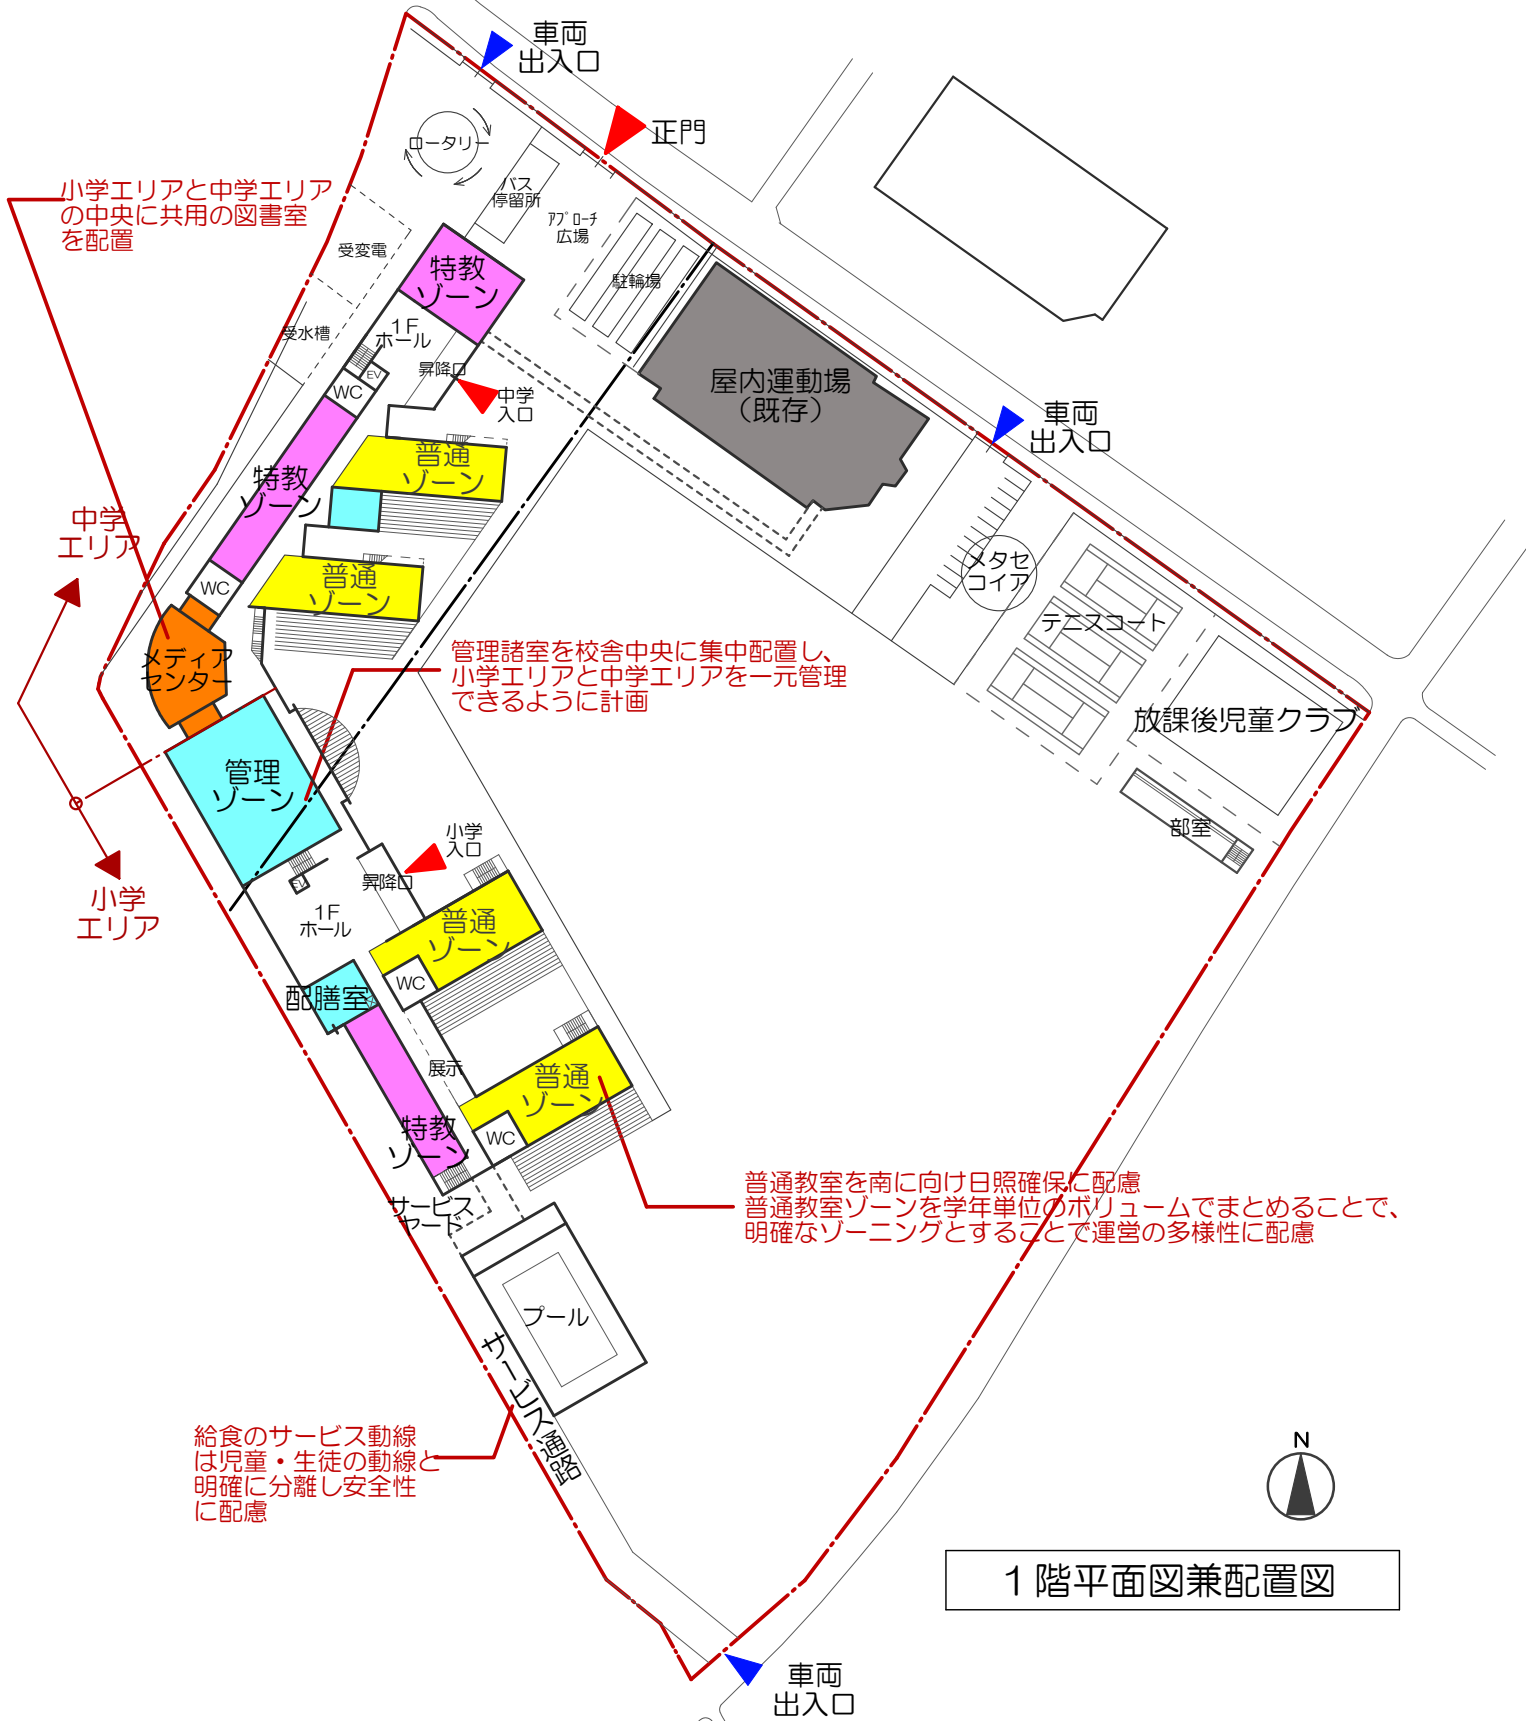 車両
出入口
正門
ロータリー
バス
停留所
アプローチ
広場
小学エリアと中学エリア
の中央に共用の図書室
を配置
受変電
特教
ゾーン
駐輪場
受水槽
1F
ホール
昇降口
EV
WC
中学
入口
屋内運動場
（既存）
車両
出入口
普通
ゾーン
特教
ゾーン
中学
エリア
WC
普通
ゾーン
メタセ
コイア
テニスコート
メディア
センター
管理諸室を校舎中央に集中配置し、
小学エリアと中学エリアを一元管理
できるように計画
放課後児童クラブ
管理
ゾーン
部室
小学
入口
昇降口
EV
小学
エリア
1F
ホール
普通
ゾーン
WC
配膳室
展示
普通
ゾーン
特教
ゾーン
WC
サービス
ヤード
普通教室を南に向け日照確保に配慮
普通教室ゾーンを学年単位のボリュームでまとめることで、
明確なゾーニングとすることで運営の多様性に配慮
プール
サービス通路
給食のサービス動線
は児童・生徒の動線と
明確に分離し安全性
に配慮
N
1階平面図兼配置図
車両
出入口